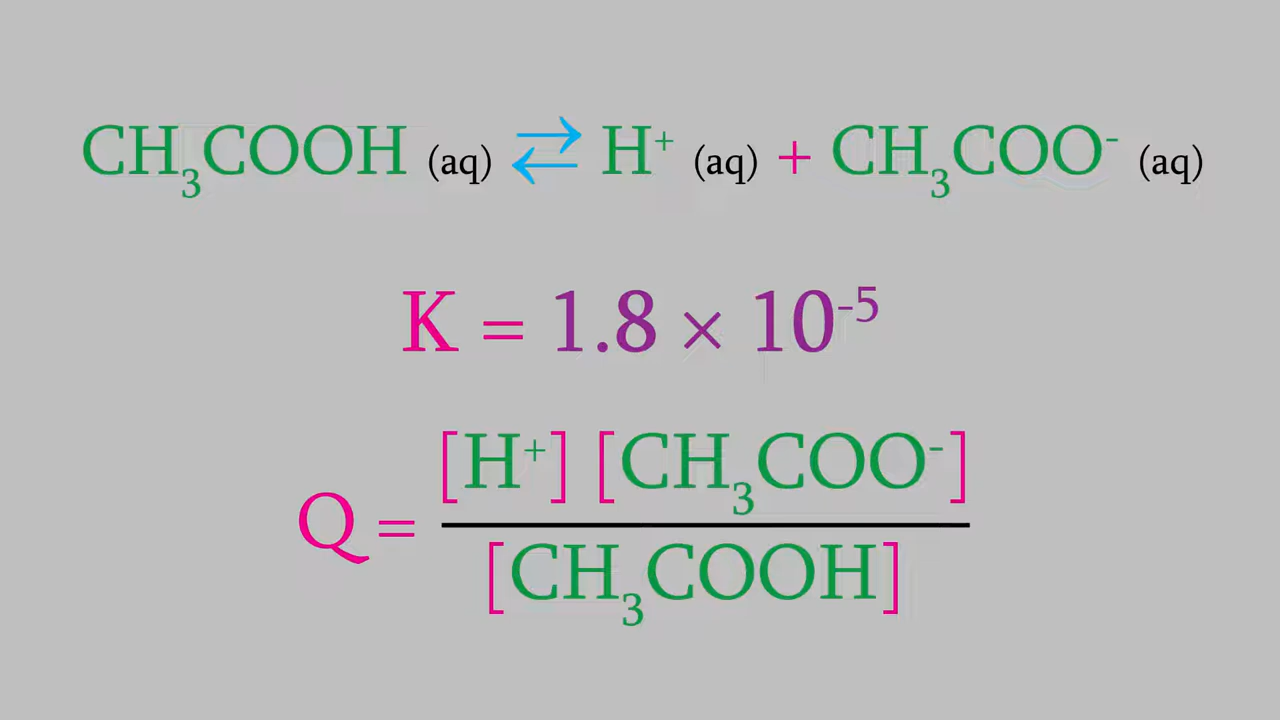 CH₃COOH (aq) ⇄ H⁺ (aq) + CH₃COO⁻ (aq)
K = 1.8 × 10⁻⁵
[H⁺] [CH₃COO⁻]
Q =
[CH₃COOH]